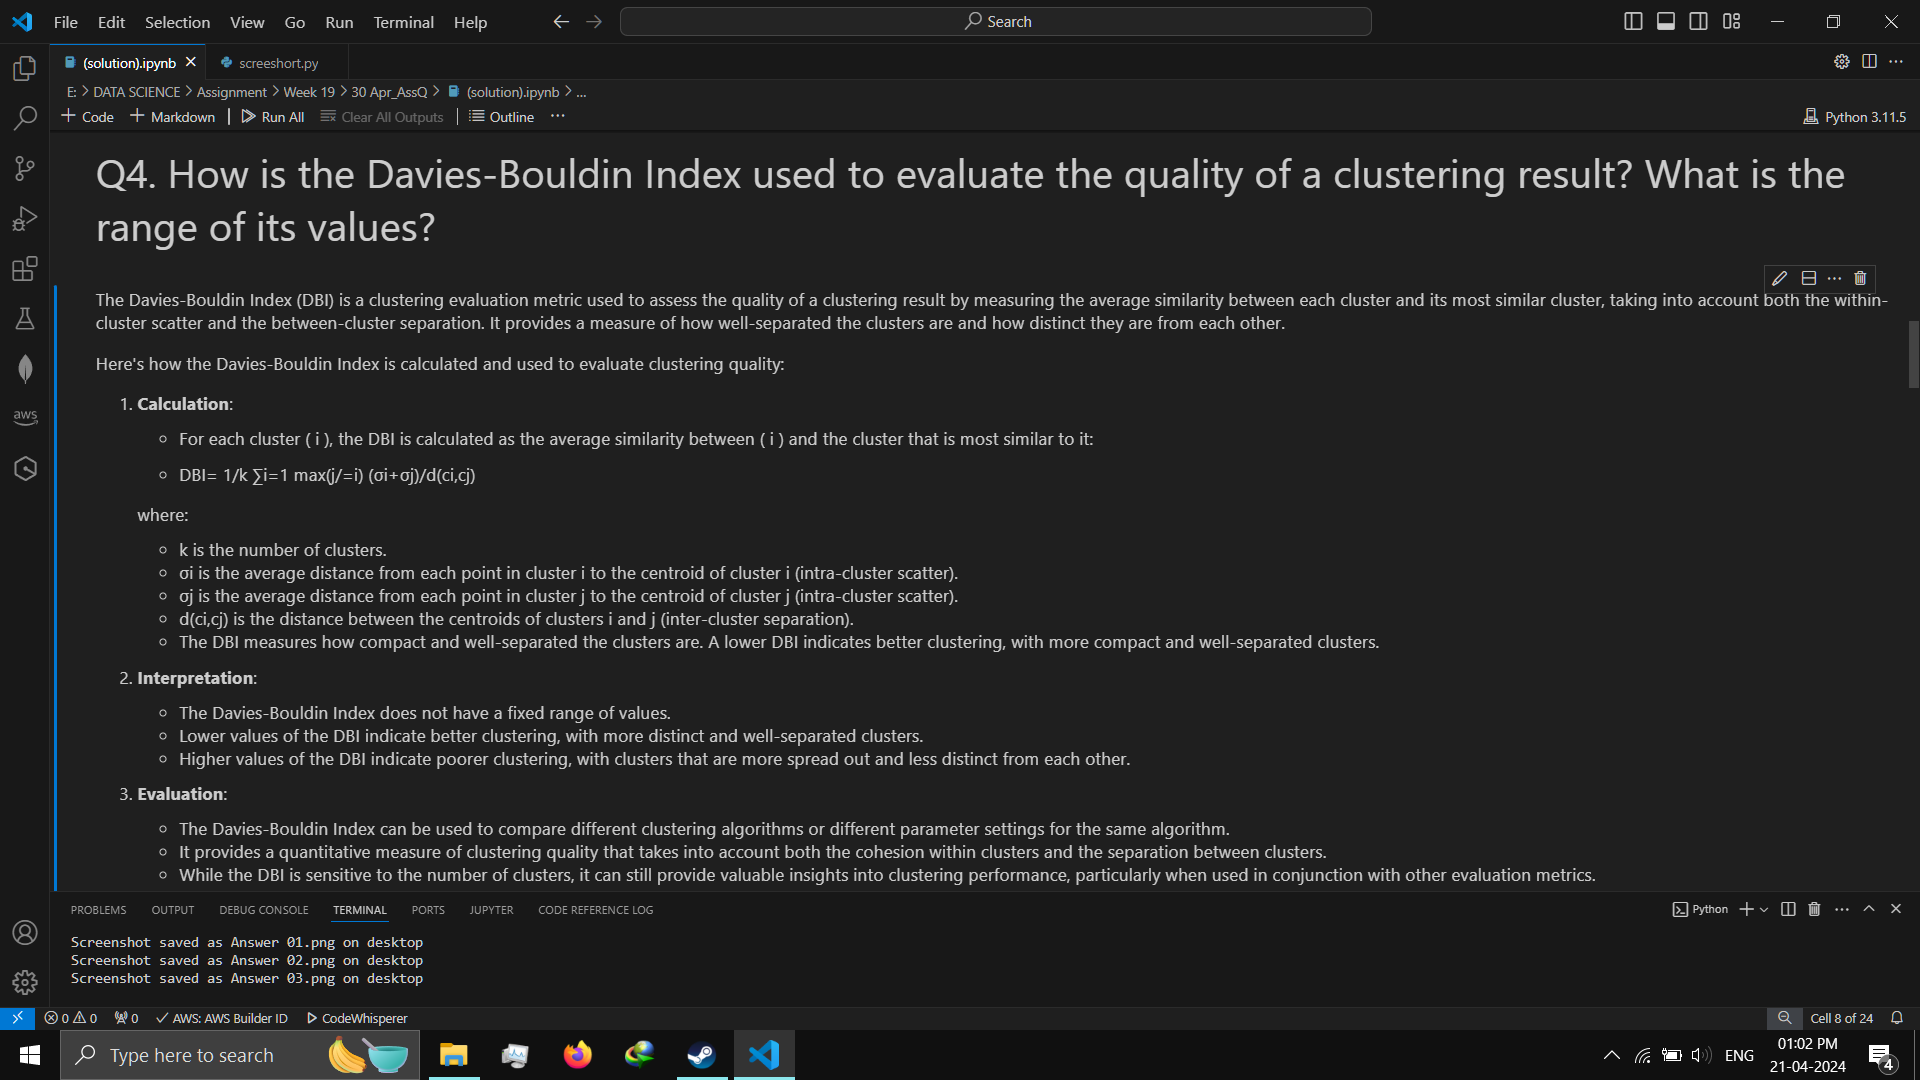 File Edit Selection View Go Run Terminal Help
Search
(solution).ipynb
screeshort.py
E: > DATA SCIENCE > Assignment > Week 19 > 30 Apr_AssQ > (solution).ipynb > ...
+ Code + Markdown | Run All Clear All Outputs | Outline ...
Python 3.11.5
Q4. How is the Davies-Bouldin Index used to evaluate the quality of a clustering result? What is the
range of its values?
The Davies-Bouldin Index (DBI) is a clustering evaluation metric used to assess the quality of a clustering result by measuring the average similarity between each cluster and its most similar cluster, taking into account both the within-
cluster scatter and the between-cluster separation. It provides a measure of how well-separated the clusters are and how distinct they are from each other.
Here's how the Davies-Bouldin Index is calculated and used to evaluate clustering quality:
1. Calculation:
For each cluster ( i ), the DBI is calculated as the average similarity between ( i ) and the cluster that is most similar to it:
DBI= 1/k ∑i=1 max(j/=i) (σi+σj)/d(ci,cj)
where:
k is the number of clusters.
σi is the average distance from each point in cluster i to the centroid of cluster i (intra-cluster scatter).
σj is the average distance from each point in cluster j to the centroid of cluster j (intra-cluster scatter).
d(ci,cj) is the distance between the centroids of clusters i and j (inter-cluster separation).
The DBI measures how compact and well-separated the clusters are. A lower DBI indicates better clustering, with more compact and well-separated clusters.
2. Interpretation:
The Davies-Bouldin Index does not have a fixed range of values.
Lower values of the DBI indicate better clustering, with more distinct and well-separated clusters.
Higher values of the DBI indicate poorer clustering, with clusters that are more spread out and less distinct from each other.
3. Evaluation:
The Davies-Bouldin Index can be used to compare different clustering algorithms or different parameter settings for the same algorithm.
It provides a quantitative measure of clustering quality that takes into account both the cohesion within clusters and the separation between clusters.
While the DBI is sensitive to the number of clusters, it can still provide valuable insights into clustering performance, particularly when used in conjunction with other evaluation metrics.
aws
PROBLEMS OUTPUT DEBUG CONSOLE TERMINAL PORTS JUPYTER CODE REFERENCE LOG
Python
Screenshot saved as Answer 01.png on desktop
Screenshot saved as Answer 02.png on desktop
Screenshot saved as Answer 03.png on desktop
0 0 0 AWS: AWS Builder ID CodeWhisperer
Cell 8 of 24
Type here to search
ENG
01:02 PM
21-04-2024
4